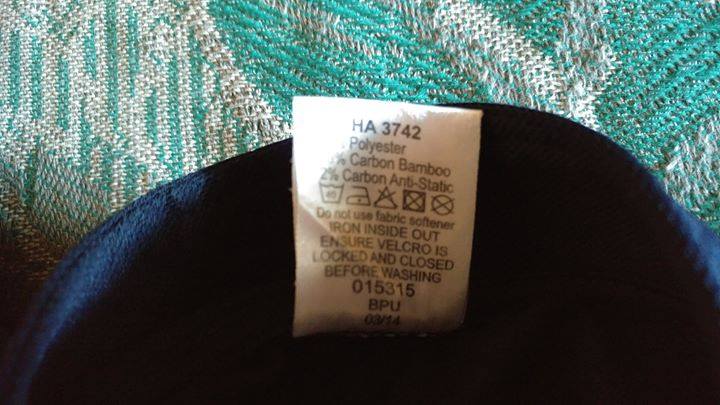 HA 3742
Polyester
% Carbon Bamboo
2% Carbon Anti-Static
Do not use fabric softener
IRON INSIDE OUT
ENSURE VELCRO IS
LOCKED AND CLOSED
BEFORE WASHING
015315
BPU
03/14